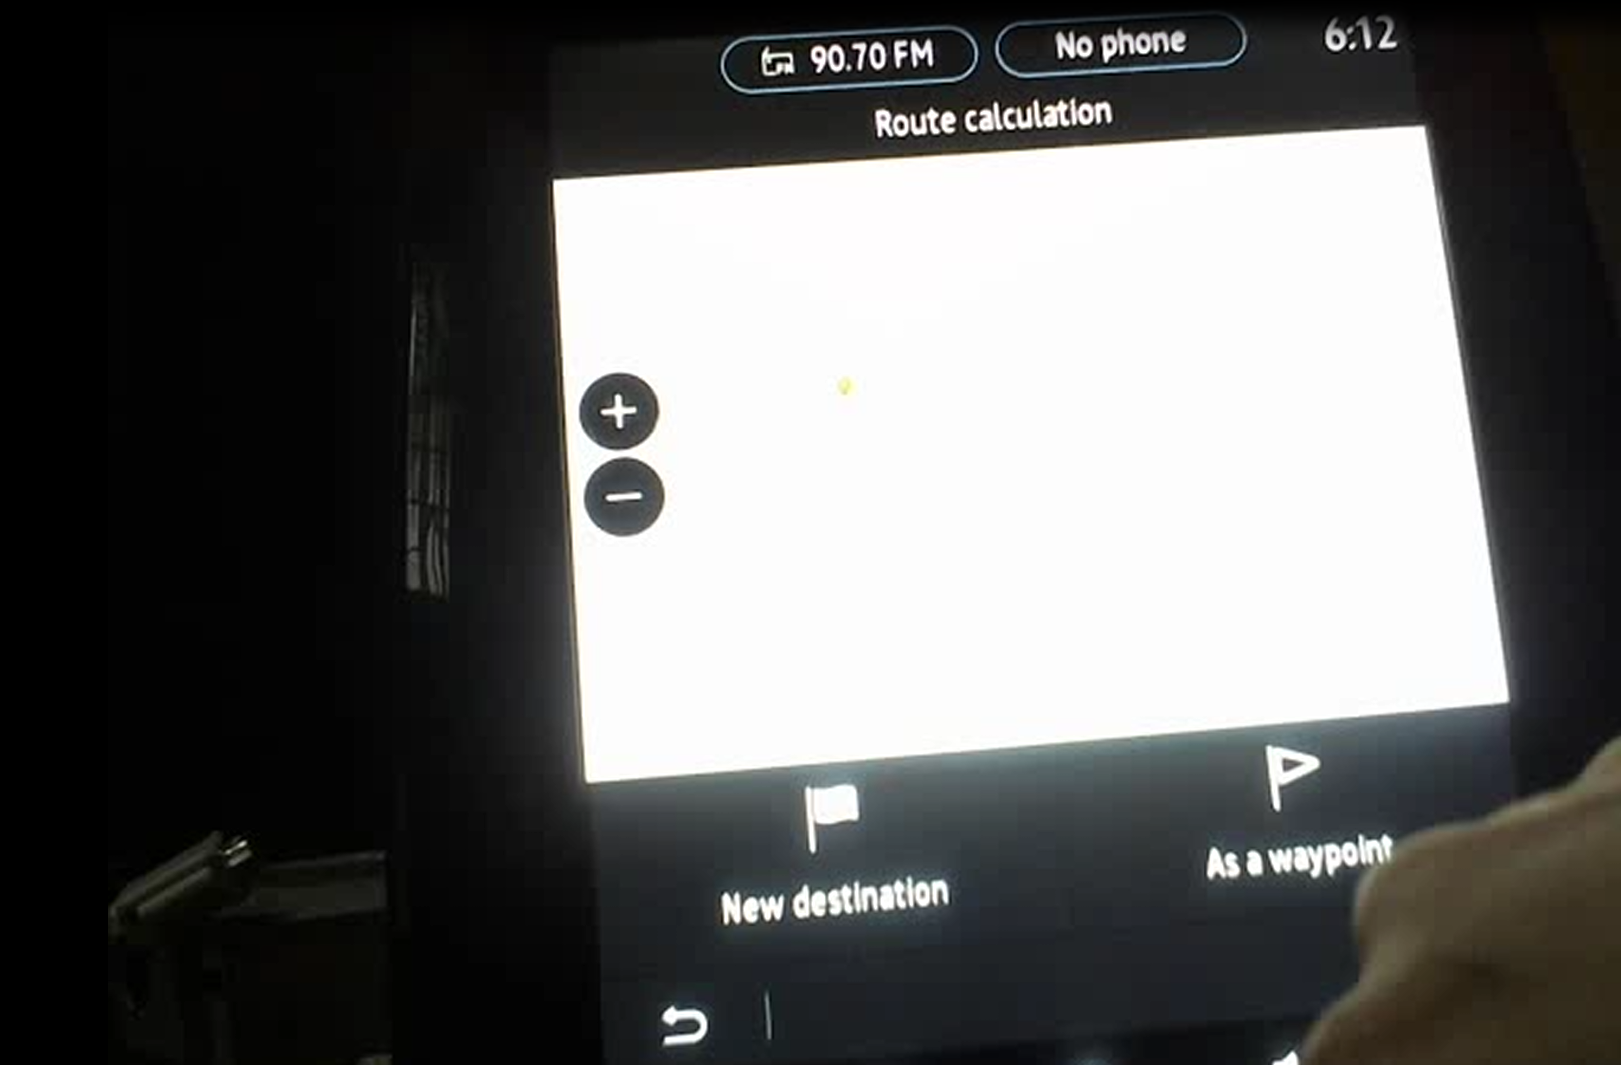 90.70 FM
No phone
6:12
Route calculation
New destination
As a waypoint